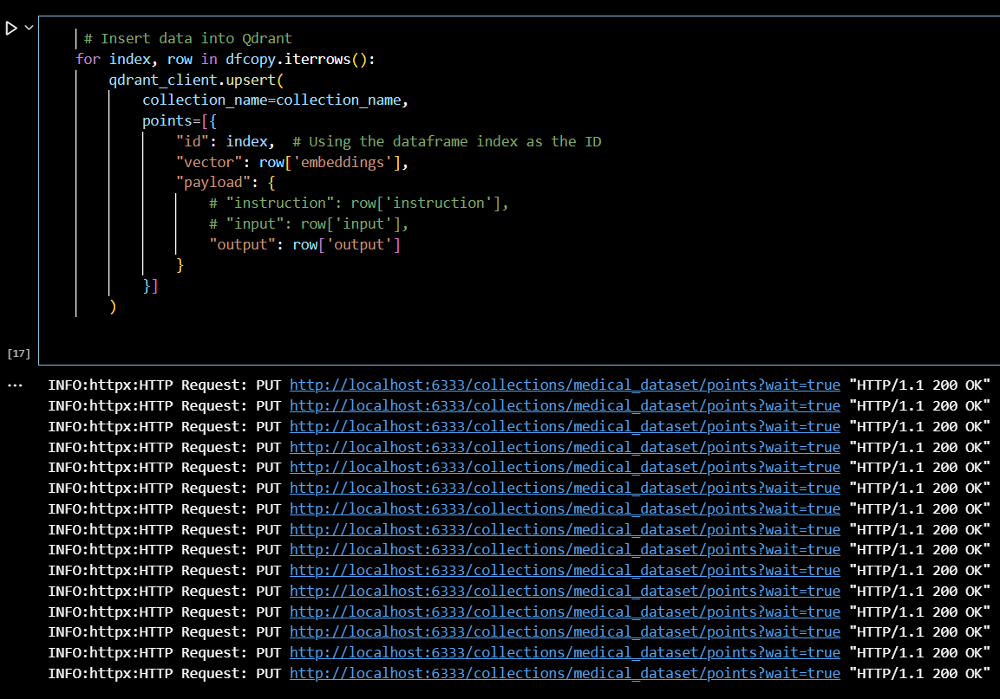 # Insert data into Qdrant
for index, row in dfcopy.iterrows():
    qdrant_client.upsert(
        collection_name=collection_name,
        points=[{
            "id": index,  # Using the dataframe index as the ID
            "vector": row['embeddings'],
            "payload": {
                # "instruction": row['instruction'],
                # "input": row['input'],
                "output": row['output']
            }
        }]
    )
[17]
... INFO:httpx:HTTP Request: PUT http://localhost:6333/collections/medical_dataset/points?wait=true "HTTP/1.1 200 OK"
INFO:httpx:HTTP Request: PUT http://localhost:6333/collections/medical_dataset/points?wait=true "HTTP/1.1 200 OK"
INFO:httpx:HTTP Request: PUT http://localhost:6333/collections/medical_dataset/points?wait=true "HTTP/1.1 200 OK"
INFO:httpx:HTTP Request: PUT http://localhost:6333/collections/medical_dataset/points?wait=true "HTTP/1.1 200 OK"
INFO:httpx:HTTP Request: PUT http://localhost:6333/collections/medical_dataset/points?wait=true "HTTP/1.1 200 OK"
INFO:httpx:HTTP Request: PUT http://localhost:6333/collections/medical_dataset/points?wait=true "HTTP/1.1 200 OK"
INFO:httpx:HTTP Request: PUT http://localhost:6333/collections/medical_dataset/points?wait=true "HTTP/1.1 200 OK"
INFO:httpx:HTTP Request: PUT http://localhost:6333/collections/medical_dataset/points?wait=true "HTTP/1.1 200 OK"
INFO:httpx:HTTP Request: PUT http://localhost:6333/collections/medical_dataset/points?wait=true "HTTP/1.1 200 OK"
INFO:httpx:HTTP Request: PUT http://localhost:6333/collections/medical_dataset/points?wait=true "HTTP/1.1 200 OK"
INFO:httpx:HTTP Request: PUT http://localhost:6333/collections/medical_dataset/points?wait=true "HTTP/1.1 200 OK"
INFO:httpx:HTTP Request: PUT http://localhost:6333/collections/medical_dataset/points?wait=true "HTTP/1.1 200 OK"
INFO:httpx:HTTP Request: PUT http://localhost:6333/collections/medical_dataset/points?wait=true "HTTP/1.1 200 OK"
INFO:httpx:HTTP Request: PUT http://localhost:6333/collections/medical_dataset/points?wait=true "HTTP/1.1 200 OK"
INFO:httpx:HTTP Request: PUT http://localhost:6333/collections/medical_dataset/points?wait=true "HTTP/1.1 200 OK"